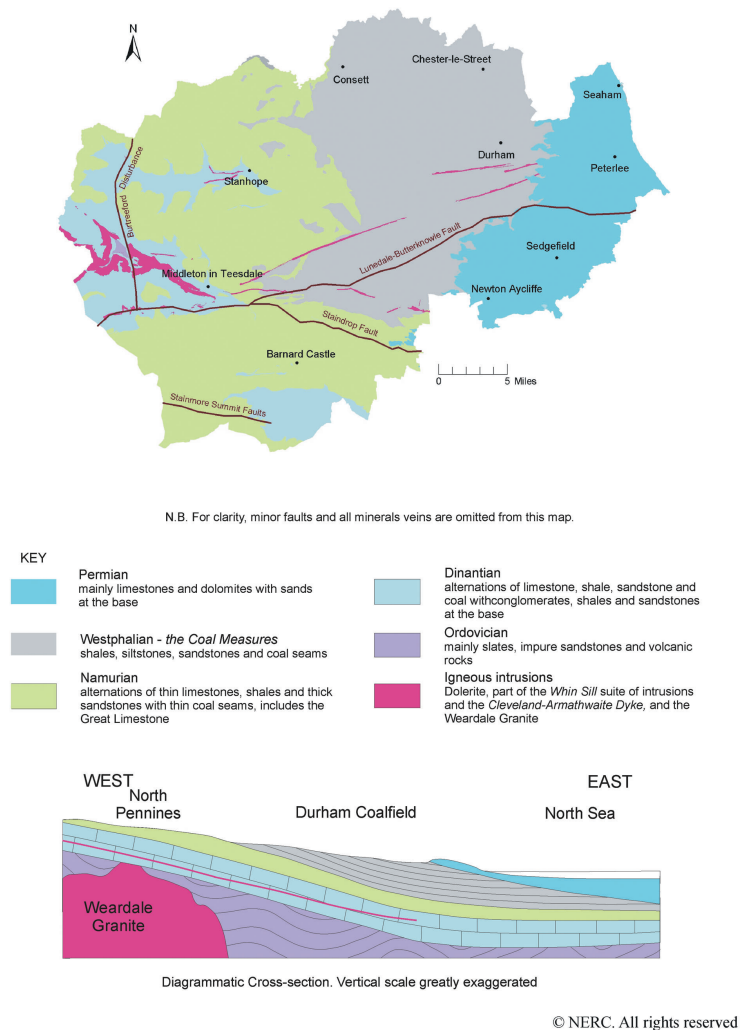 N
Chester-le-Street
Consett
Seaham
Durham
Peterlee
Burtreeford Disturbance
Stanhope
Lunedale-Butterknowle Fault
Sedgefield
Middleton in Teesdale
Newton Aycliffe
Staindrop Fault
Barnard Castle
0 5 Miles
Stainmore Summit Faults
N.B. For clarity, minor faults and all minerals veins are omitted from this map.
KEY
Permian
mainly limestones and dolomites with sands
at the base
Westphalian - the Coal Measures
shales, siltstones, sandstones and coal seams
Namurian
alternations of thin limestones, shales and thick
sandstones with thin coal seams, includes the
Great Limestone
Dinantian
alternations of limestone, shale, sandstone and
coal withconglomerates, shales and sandstones
at the base
Ordovician
mainly slates, impure sandstones and volcanic
rocks
Igneous intrusions
Dolerite, part of the Whin Sill suite of intrusions
and the Cleveland-Armathwaite Dyke, and the
Weardale Granite
WEST
EAST
North
Pennines
Durham Coalfield
North Sea
Weardale
Granite
Diagrammatic Cross-section. Vertical scale greatly exaggerated
© NERC. All rights reserved